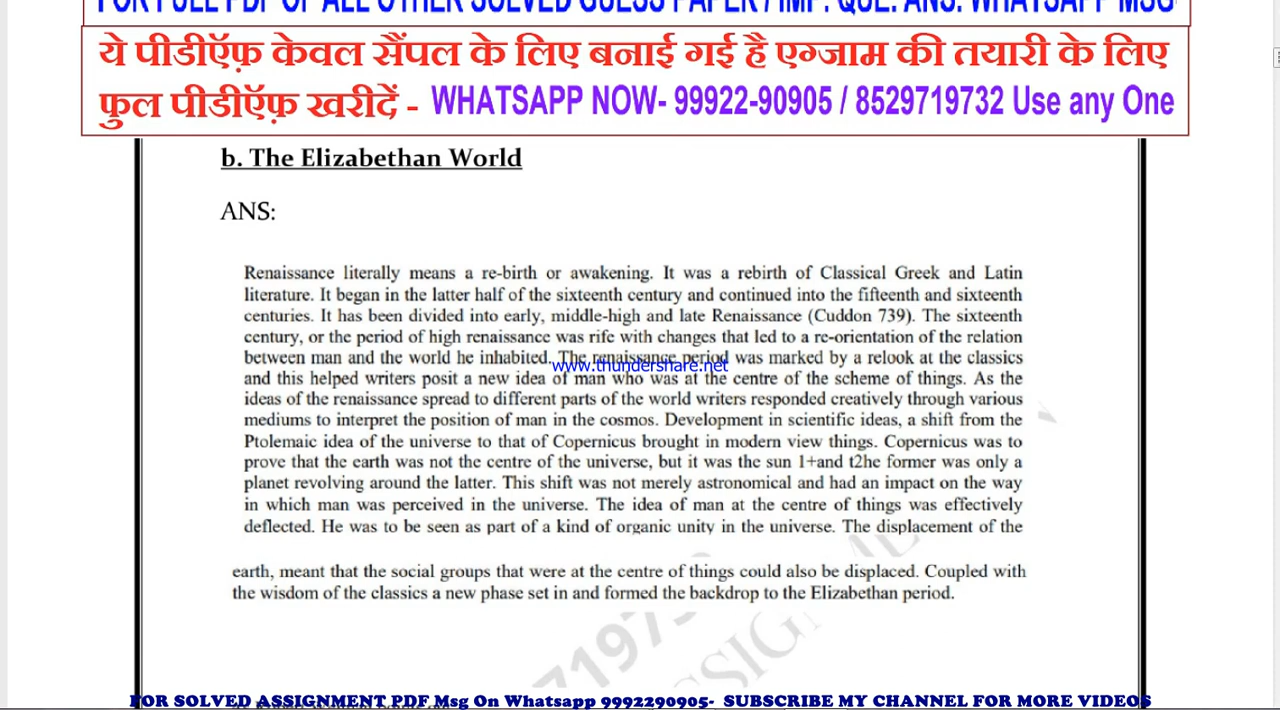 FOR FULL PDF OF ALL OTHER SOLVED GUESS PAPER / IMP. QUE. ANS. WHATSAPP MSG
ये पीडीऍफ़ केवल सैंपल के लिए बनाई गई है एग्जाम की तयारी के लिए
फुल पीडीऍफ़ खरीदें - WHATSAPP NOW- 99922-90905 / 8529719732 Use any One
b. The Elizabethan World
ANS:
Renaissance literally means a re-birth or awakening. It was a rebirth of Classical Greek and Latin
literature. It began in the latter half of the sixteenth century and continued into the fifteenth and sixteenth
centuries. It has been divided into early, middle-high and late Renaissance (Cuddon 739). The sixteenth
century, or the period of high renaissance was rife with changes that led to a re-orientation of the relation
between man and the world he inhabited. The renaissance period was marked by a relook at the classics
www.thundershare.net
and this helped writers posit a new idea of man who was at the centre of the scheme of things. As the
ideas of the renaissance spread to different parts of the world writers responded creatively through various
mediums to interpret the position of man in the cosmos. Development in scientific ideas, a shift from the
Ptolemaic idea of the universe to that of Copernicus brought in modern view things. Copernicus was to
prove that the earth was not the centre of the universe, but it was the sun 1+and t2he former was only a
planet revolving around the latter. This shift was not merely astronomical and had an impact on the way
in which man was perceived in the universe. The idea of man at the centre of things was effectively
deflected. He was to be seen as part of a kind of organic unity in the universe. The displacement of the
earth, meant that the social groups that were at the centre of things could also be displaced. Coupled with
the wisdom of the classics a new phase set in and formed the backdrop to the Elizabethan period.
FOR SOLVED ASSIGNMENT PDF Msg On Whatsapp 9992290905- SUBSCRIBE MY CHANNEL FOR MORE VIDEOS